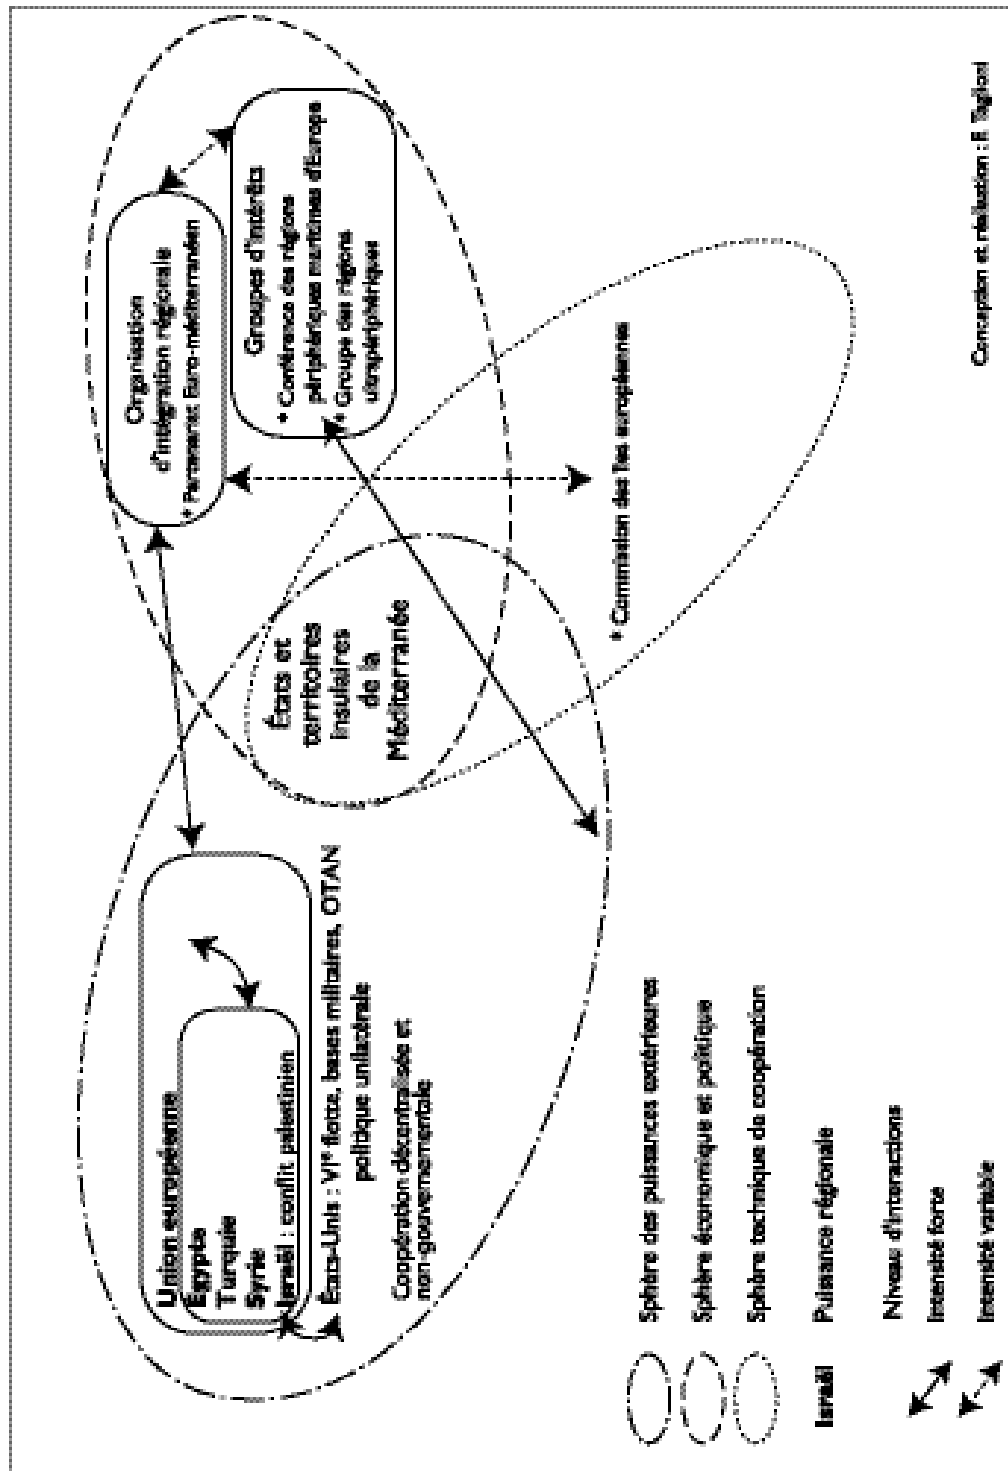 Union européenne
Égypte
Turquie
Syrie
Israël : conflit palestinien
États-Unis : VIᵉ flotte, bases militaires, OTAN
politique unilatérale
Coopération décentralisée et
non-gouvernementale
États et
territoires
insulaires
de la
Méditerranée
Organisation
d'intégration régionale
* Partenariat Euro-méditerranéen
Groupes d'intérêts
* Conférence des régions
périphériques maritimes d'Europe
* Groupe des régions
ultrapériphériques
* Commission des îles européennes
Sphère des puissances extérieures
Sphère économique et politique
Sphère technique de coopération
Israël Puissance régionale
Niveau d'interactions
Intensité forte
Intensité variable
Conception et réalisation : F. Taglioni